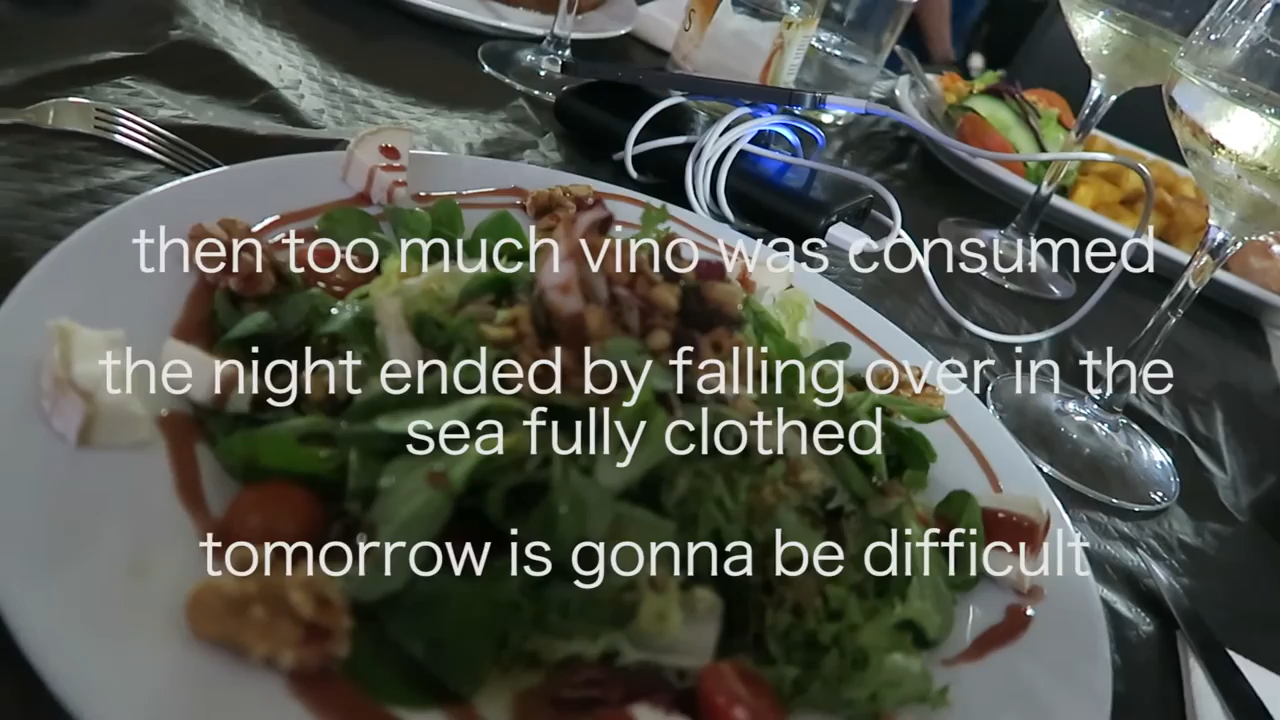 then too much vino was consumed
the night ended by falling over in the
sea fully clothed
tomorrow is gonna be difficult